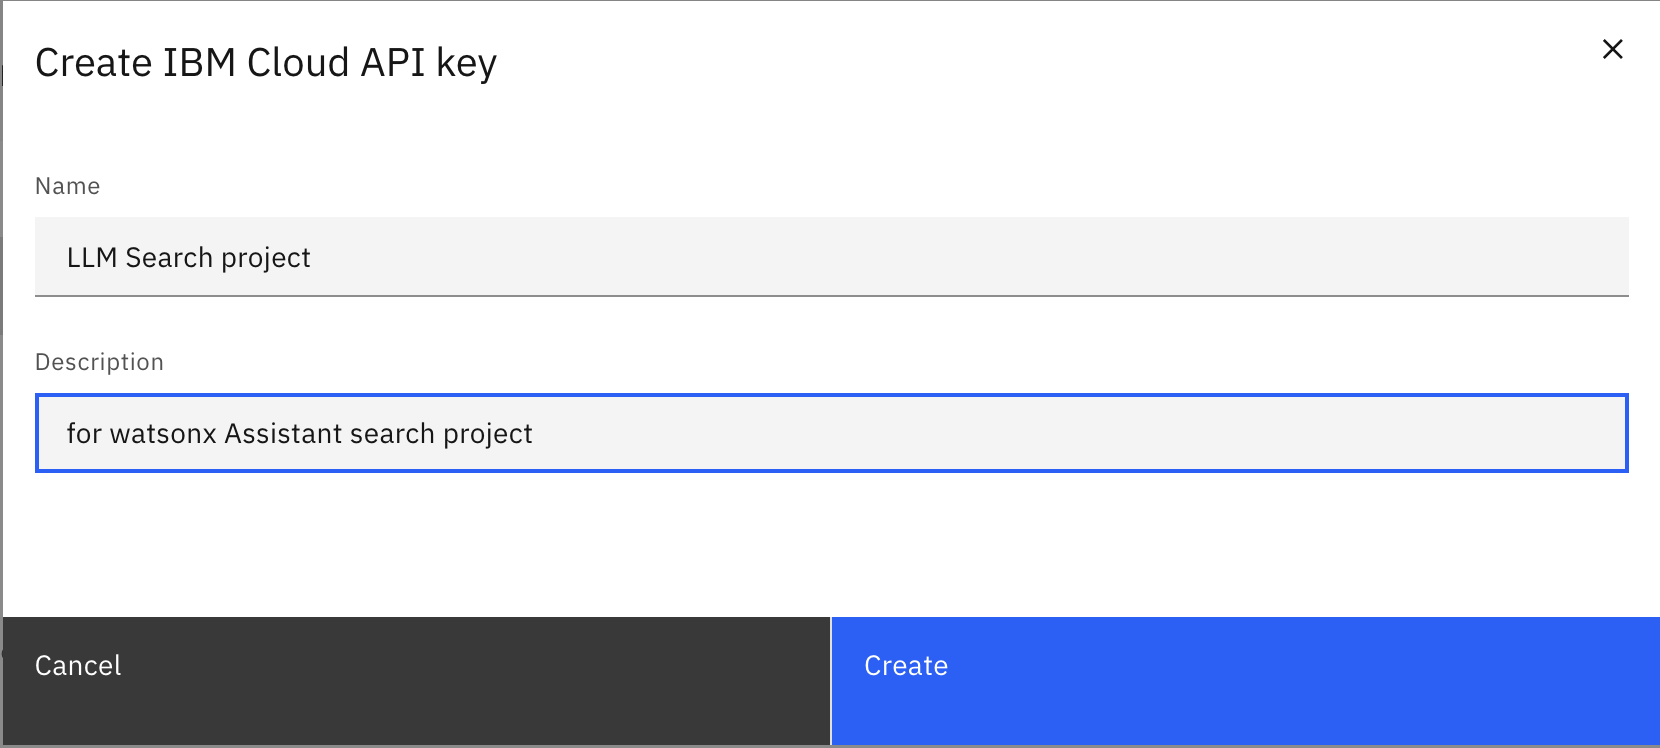 Create IBM Cloud API key
Name
LLM Search project
Description
for watsonx Assistant search project
Cancel
Create